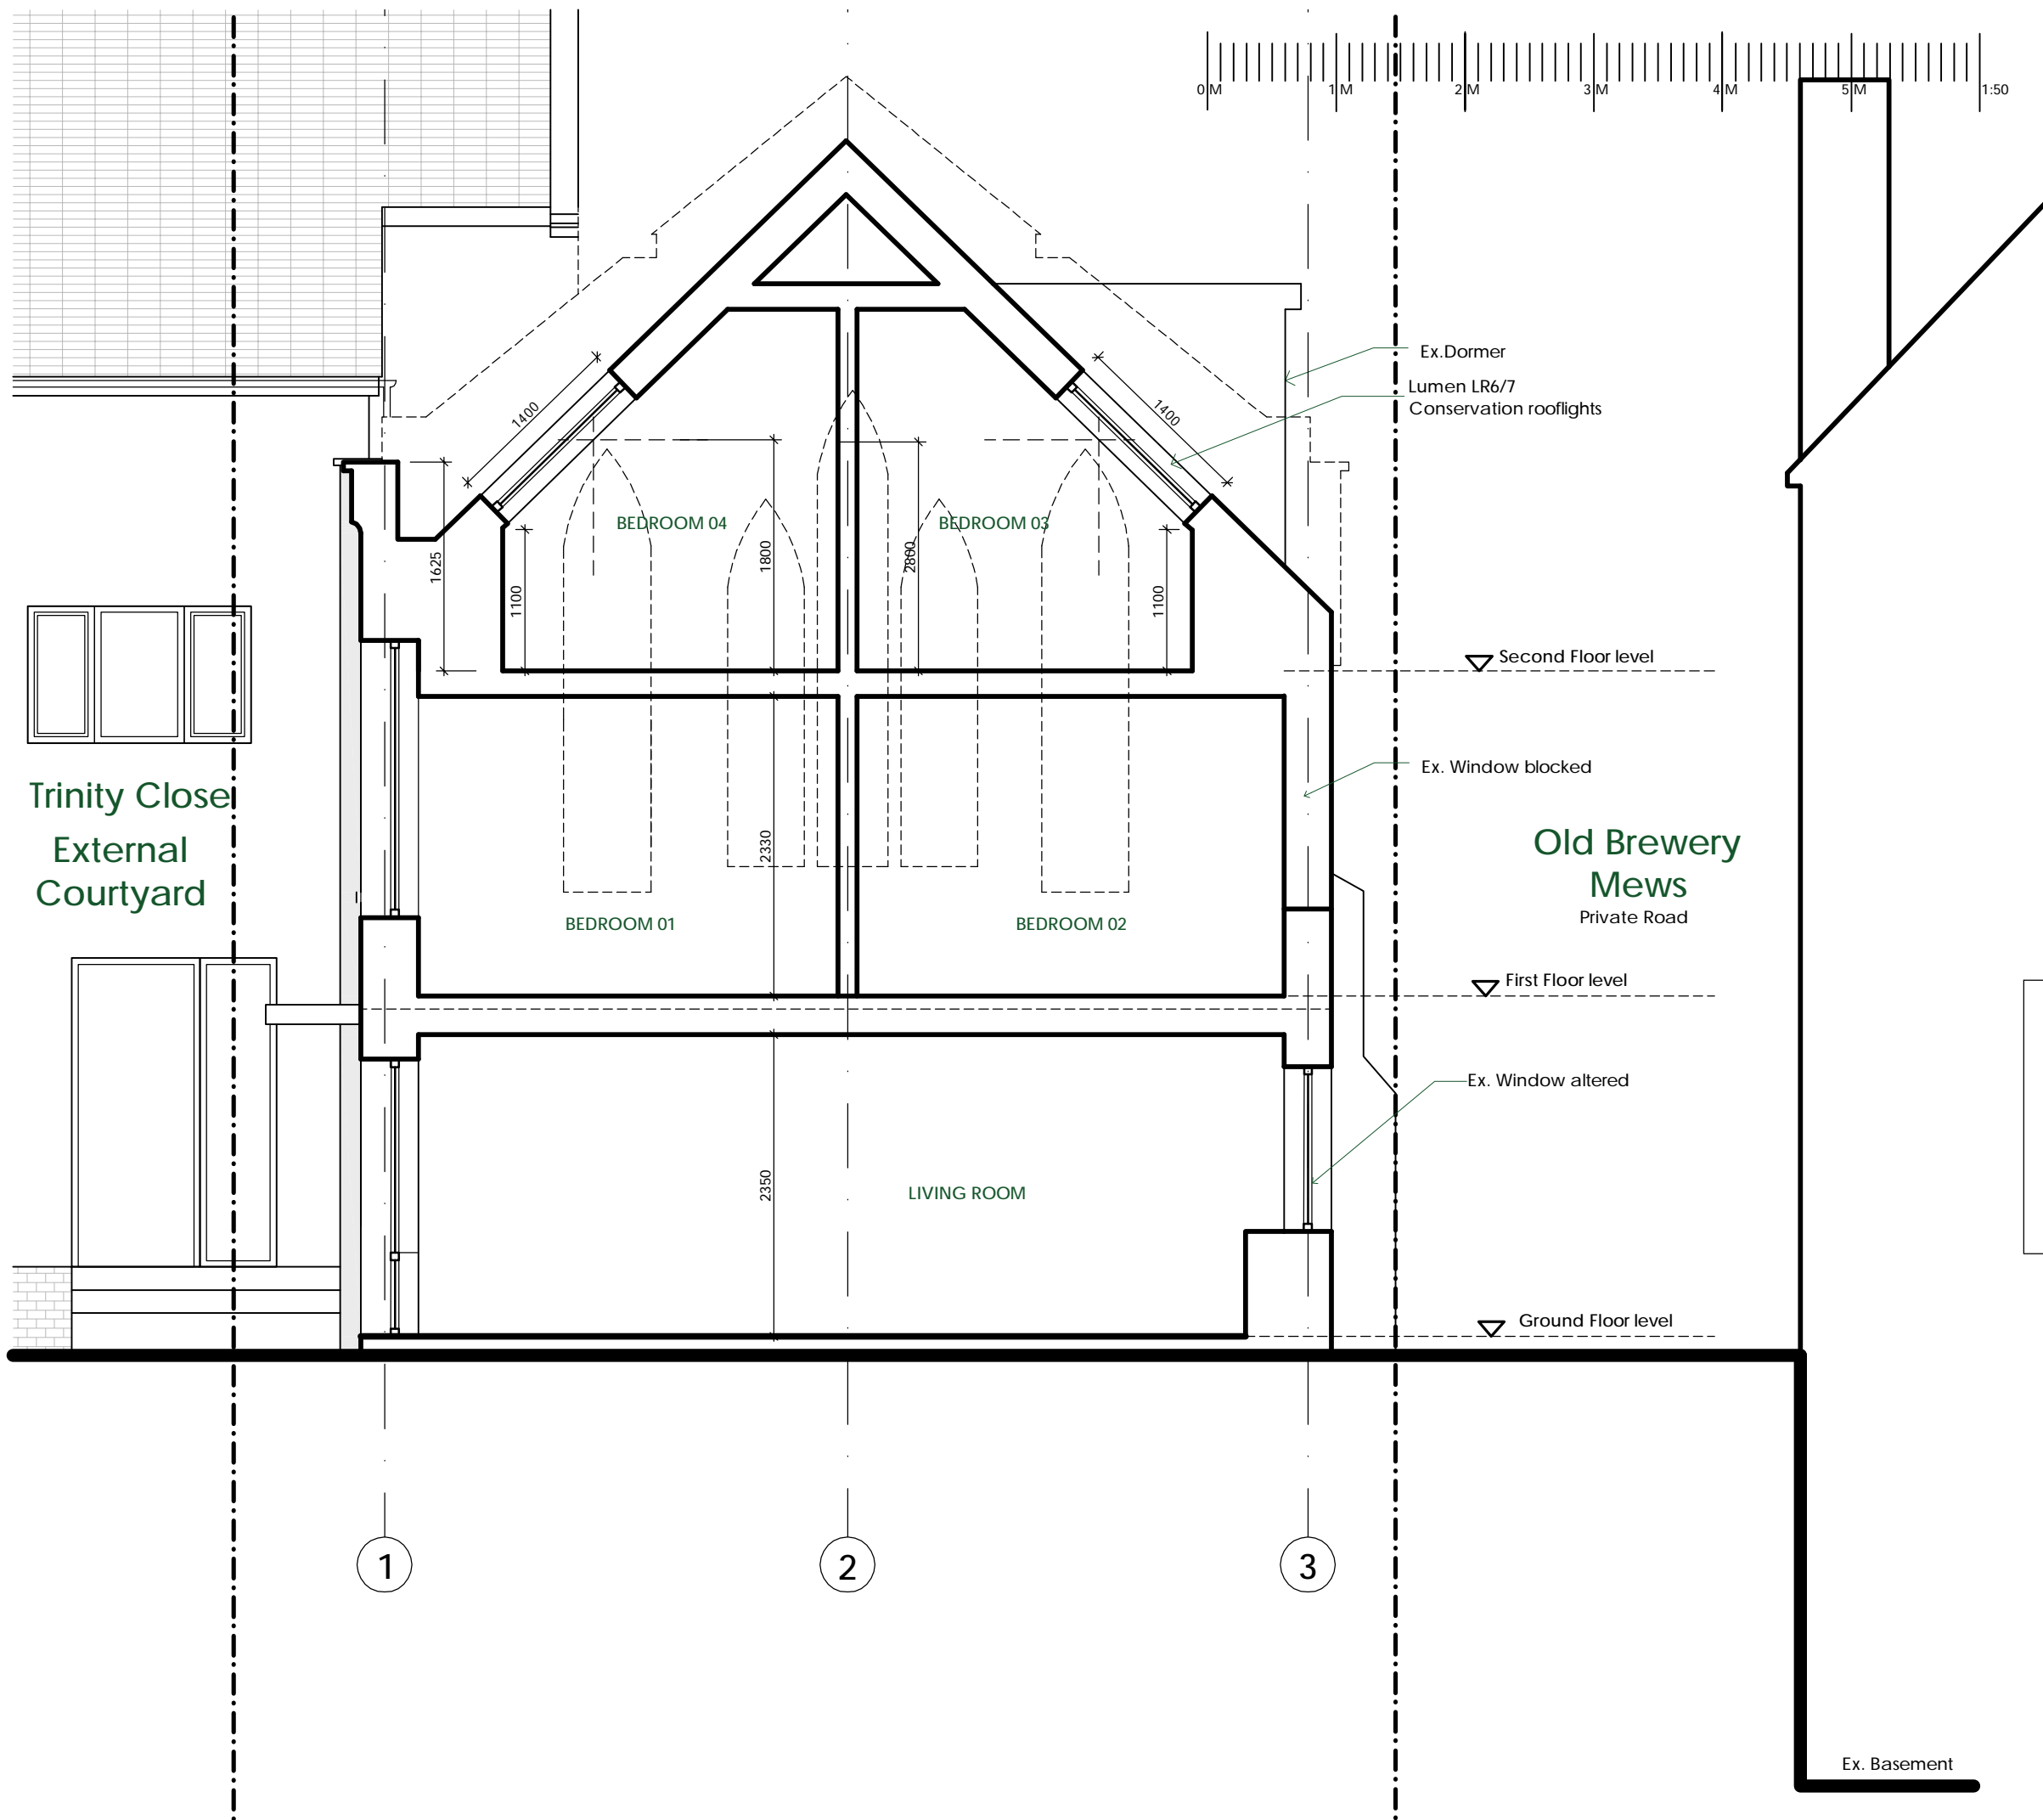 0 M 1 M 2 M 3 M 4 M 5 M 1:50
Ex.Dormer
Lumen LR6/7
Conservation rooflights
1400
1400
BEDROOM 04
BEDROOM 03
1625
1100
1800
2800
1100
Second Floor level
Ex. Window blocked
Trinity Close
External
Courtyard
Old Brewery
Mews
Private Road
2330
BEDROOM 01
BEDROOM 02
First Floor level
Ex. Window altered
2350
LIVING ROOM
Ground Floor level
1
2
3
Ex. Basement